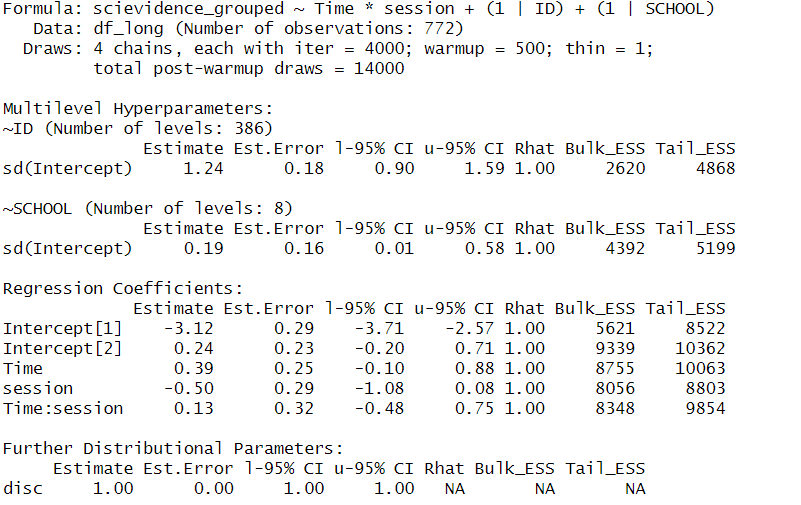 Formula: scievidence_grouped ~ Time * session + (1 | ID) + (1 | SCHOOL)
Data: df_long (Number of observations: 772)
Draws: 4 chains, each with iter = 4000; warmup = 500; thin = 1;
total post-warmup draws = 14000
Multilevel Hyperparameters:
~ID (Number of levels: 386)
Estimate Est.Error l-95% CI u-95% CI Rhat Bulk_ESS Tail_ESS
sd(Intercept) 1.24 0.18 0.90 1.59 1.00 2620 4868
~SCHOOL (Number of levels: 8)
Estimate Est.Error l-95% CI u-95% CI Rhat Bulk_ESS Tail_ESS
sd(Intercept) 0.19 0.16 0.01 0.58 1.00 4392 5199
Regression Coefficients:
Estimate Est.Error l-95% CI u-95% CI Rhat Bulk_ESS Tail_ESS
Intercept[1] -3.12 0.29 -3.71 -2.57 1.00 5621 8522
Intercept[2] 0.24 0.23 -0.20 0.71 1.00 9339 10362
Time 0.39 0.25 -0.10 0.88 1.00 8755 10063
session -0.50 0.29 -1.08 0.08 1.00 8056 8803
Time:session 0.13 0.32 -0.48 0.75 1.00 8348 9854
Further Distributional Parameters:
Estimate Est.Error l-95% CI u-95% CI Rhat Bulk_ESS Tail_ESS
disc 1.00 0.00 1.00 1.00 NA NA NA